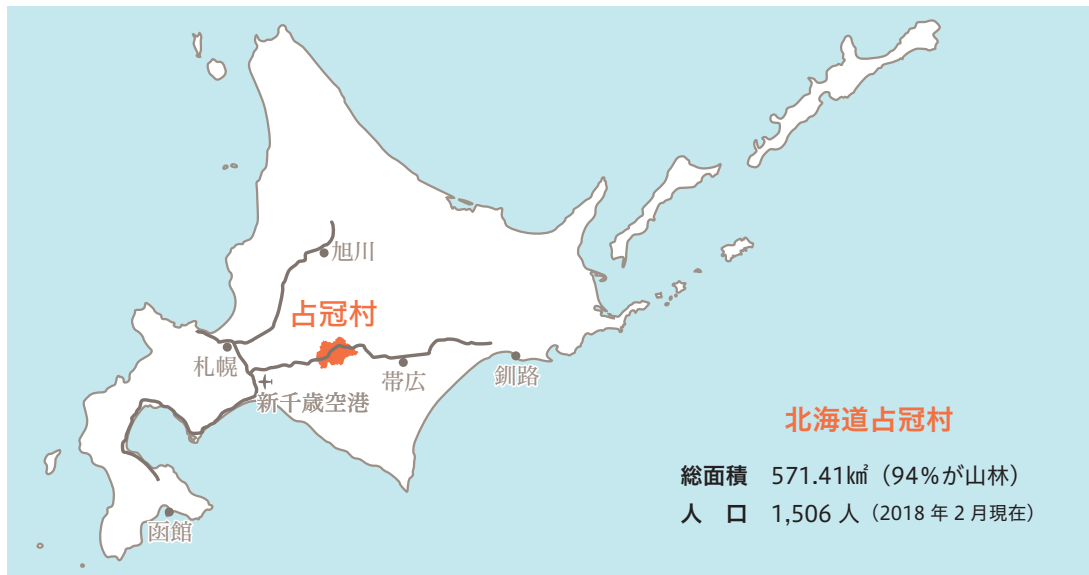 旭川
占冠村
札幌
帯広
釧路
新千歳空港
函館
北海道占冠村
総面積 571.41㎢（94%が山林）
人　口 1,506 人（2018 年 2 月現在）